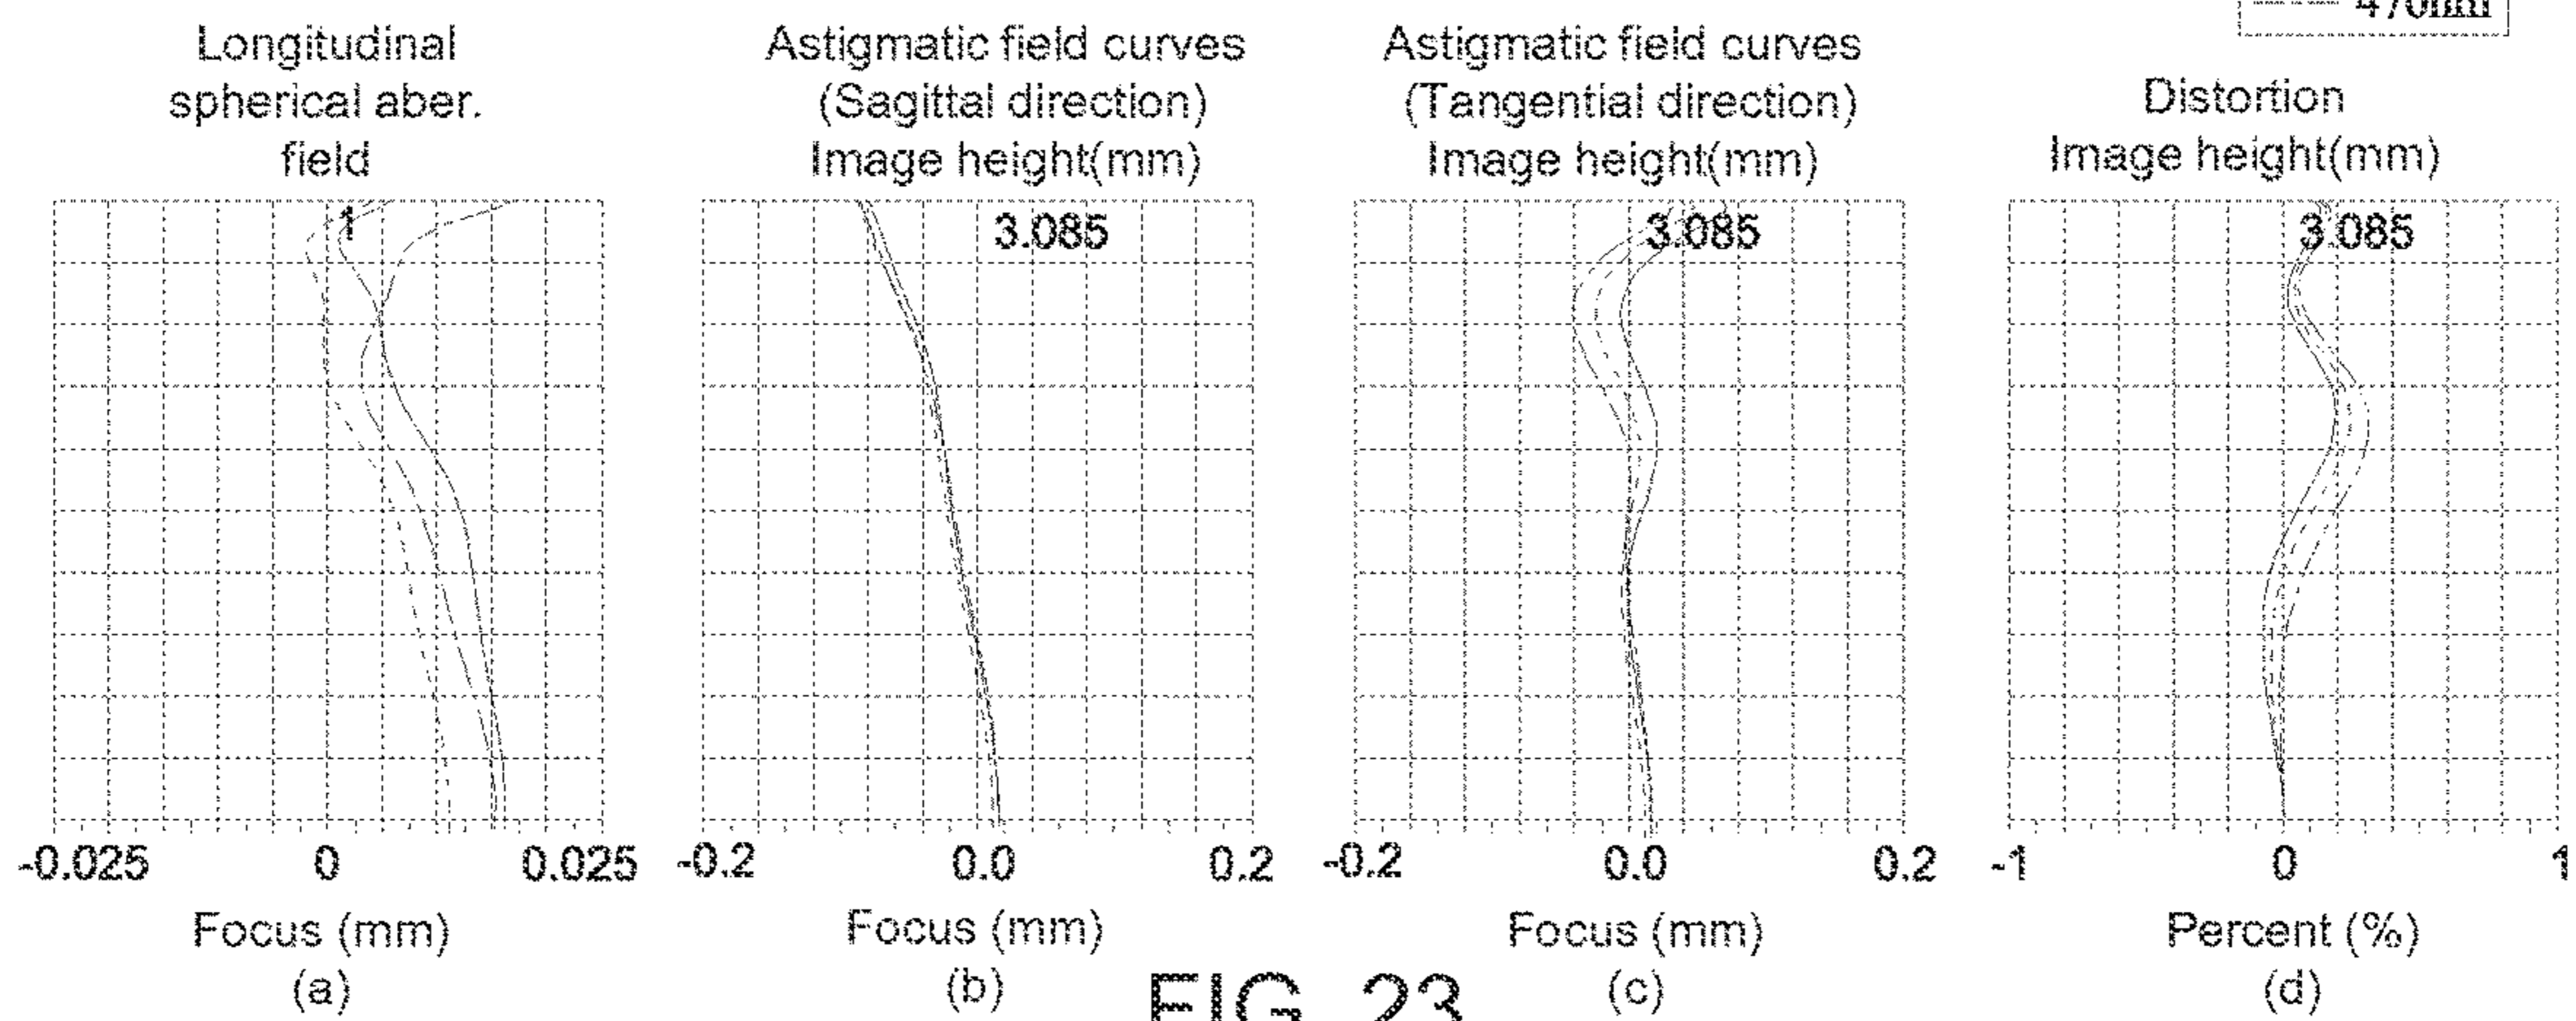 470nm
Longitudinal
spherical aber.
field
Astigmatic field curves
(Sagittal direction)
Image height(mm)
Astigmatic field curves
(Tangential direction)
Image height(mm)
Distortion
Image height(mm)
1
3.085
3.085
3.085
-0.025 0 0.025
-0.2 0.0 0.2
-0.2 0.0 0.2
-1 0 1
Focus (mm)
Focus (mm)
Focus (mm)
Percent (%)
(a)
(b)
(c)
(d)
FIG. 23